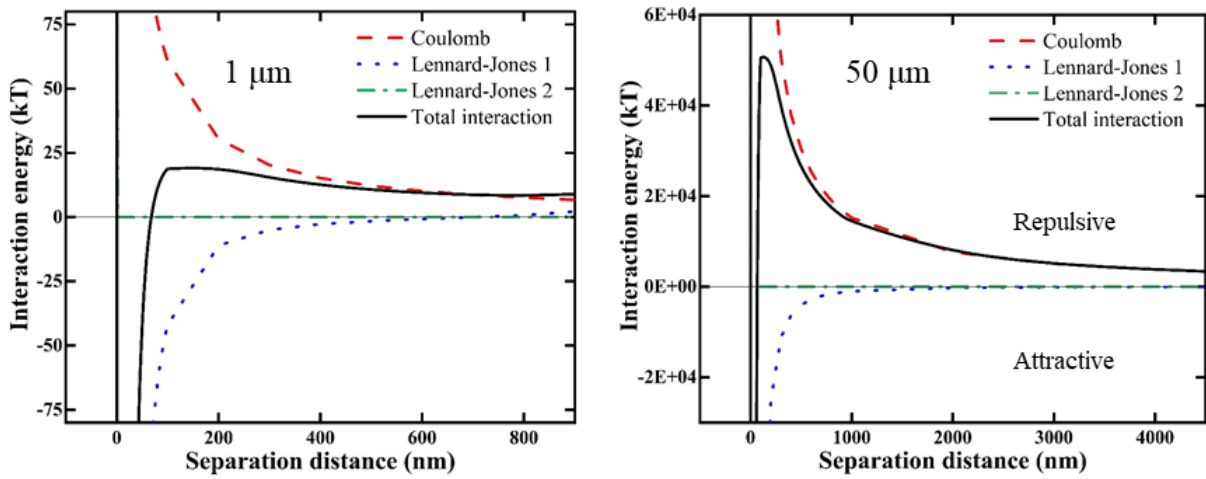 75
50
25
0
-25
-50
-75
Interaction energy (kT)
1 μm
Coulomb
Lennard-Jones 1
Lennard-Jones 2
Total interaction
0
200
400
600
800
Separation distance (nm)
6E+04
4E+04
2E+04
0E+00
-2E+04
Interaction energy (kT)
50 μm
Coulomb
Lennard-Jones 1
Lennard-Jones 2
Total interaction
Repulsive
Attractive
0
1000
2000
3000
4000
Separation distance (nm)